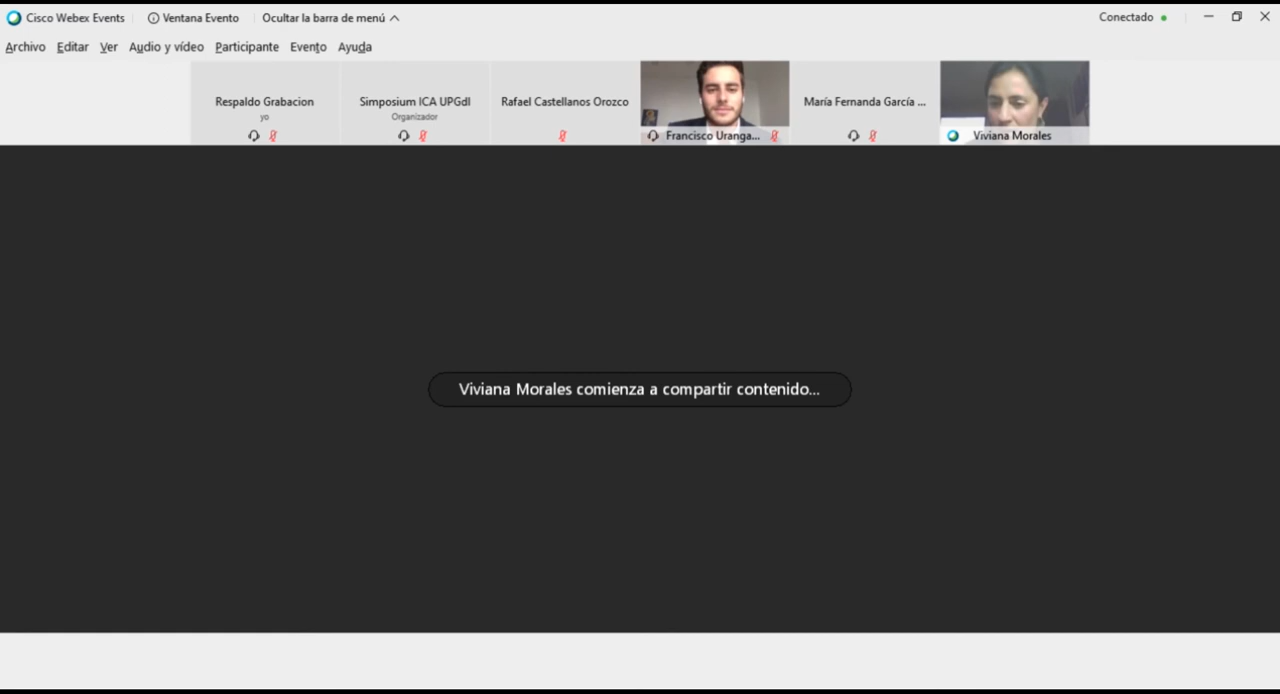 Cisco Webex Events Ventana Evento Ocultar la barra de menú Conectado
Archivo Editar Ver Audio y vídeo Participante Evento Ayuda
Respaldo Grabacion
yo
Simposium ICA UPGdl
Organizador
Rafael Castellanos Orozco
Francisco Uranga...
María Fernanda García ...
Viviana Morales
Viviana Morales comienza a compartir contenido...